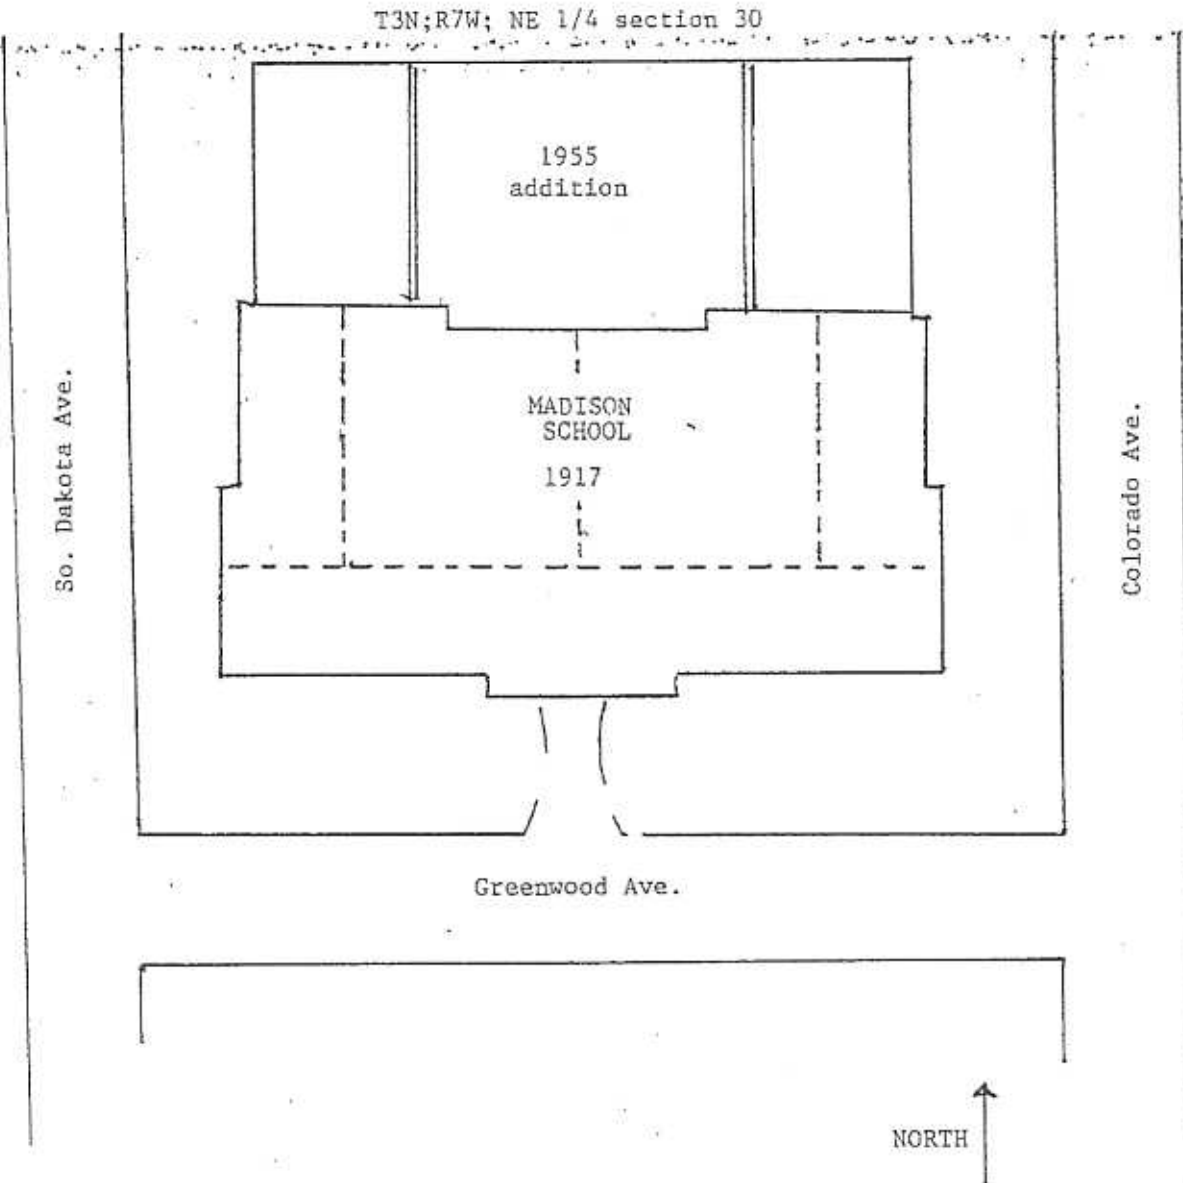 T3N;R7W; NE 1/4 section 30
1955
addition
MADISON
SCHOOL
1917
So. Dakota Ave.
Colorado Ave.
Greenwood Ave.
NORTH